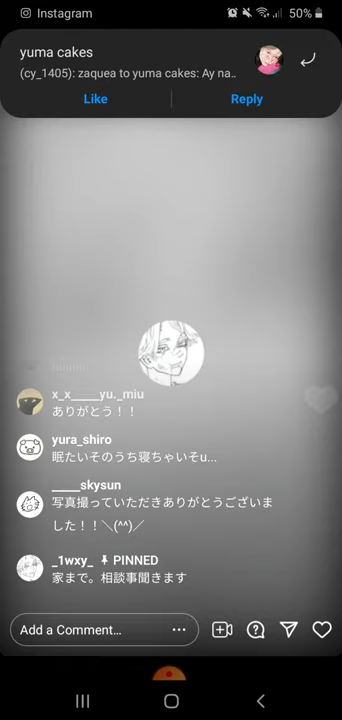 Instagram
50%
yuma cakes
(cy_1405): zaquea to yuma cakes: Ay na..
Like
Reply
x_x_____yu._miu
ありがとう！！
yura_shiro
眠たいそのうち寝ちゃいそu...
_____skysun
写真撮っていただきありがとうございま
した！！＼(^^)／
_1wxy_ PINNED
家まで。相談事聞きます
Add a Comment…